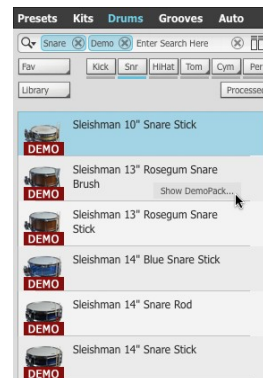 Presets Kits Drums Grooves Auto
Snare Demo Enter Search Here
Fav Kick Snr HiHat Tom Cym Per
Library Processed
Sleishman 10" Snare Stick
DEMO
Sleishman 13" Rosegum Snare
Brush
Show DemoPack...
DEMO
Sleishman 13" Rosegum Snare
Stick
DEMO
Sleishman 14" Blue Snare Stick
DEMO
Sleishman 14" Snare Rod
DEMO
Sleishman 14" Snare Stick
DEMO